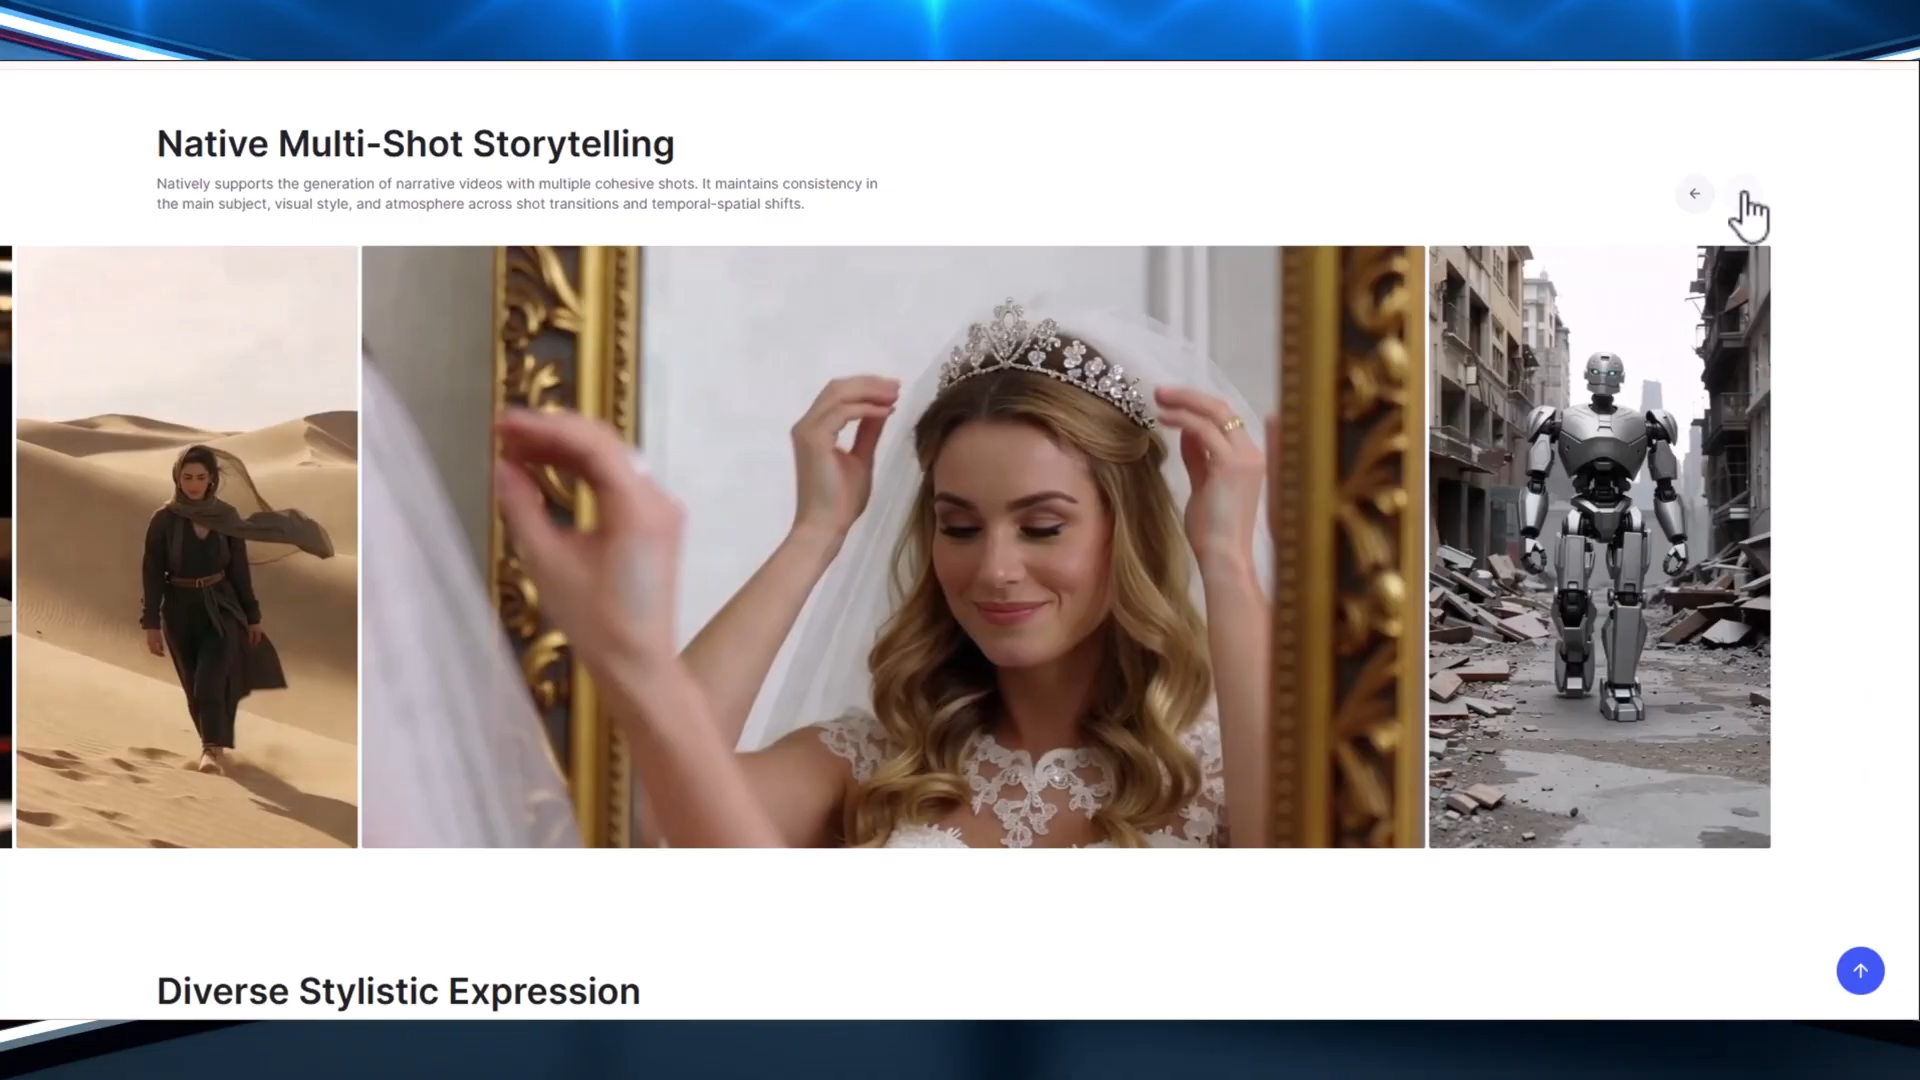 Native Multi-Shot Storytelling
Natively supports the generation of narrative videos with multiple cohesive shots. It maintains consistency in
the main subject, visual style, and atmosphere across shot transitions and temporal-spatial shifts.
Diverse Stylistic Expression